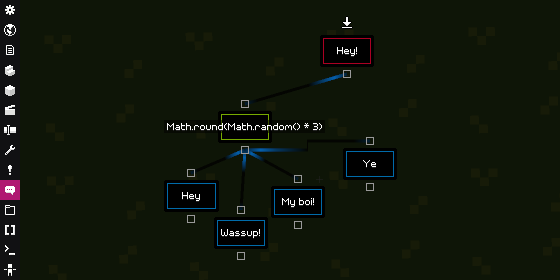 Hey!
Math.round(Math.random() * 3)
Ye
Hey
My boi!
Wassup!